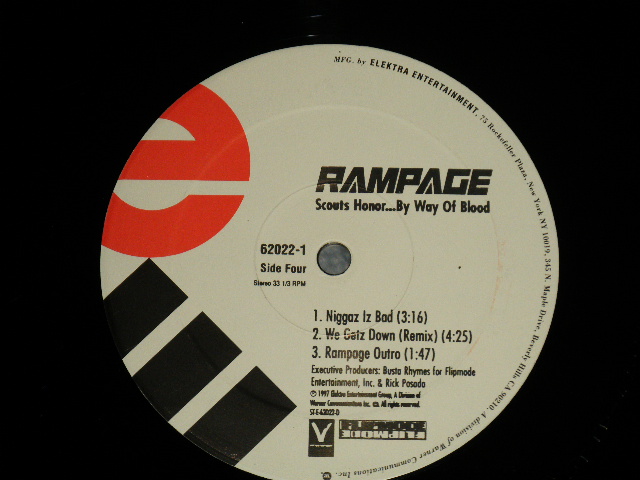 MFG. by ELEKTRA ENTERTAINMENT, 75 Rockefeller Plaza, New York NY 10019. 345 N. Maple Drive, Beverly Hills CA 90210. A division of Warner Communications Inc.
e
RAMPAGE
Scouts Honor....By Way Of Blood
62022-1
Side Four
Stereo 33 1/3 RPM
1. Niggaz Iz Bad (3:16)
2. We Getz Down (Remix) (4:25)
3. Rampage Outro (1:47)
Executive Producers: Busta Rhymes for Flipmode
Entertainment, Inc. & Rick Posada
℗ 1997 Elektra Entertainment Group, A Division of
Warner Communications Inc. All rights reserved.
ST-E-62022-D
FLIPMODE